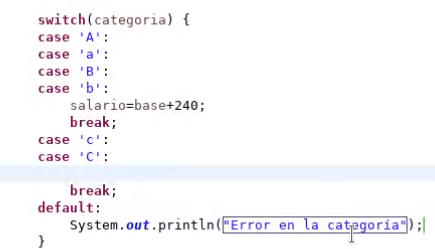 switch(categoria) {
case 'A':
case 'a':
case 'B':
case 'b':
    salario=base+240;
    break;
case 'c':
case 'C':
    break;
default:
    System.out.println("Error en la categoría");
}